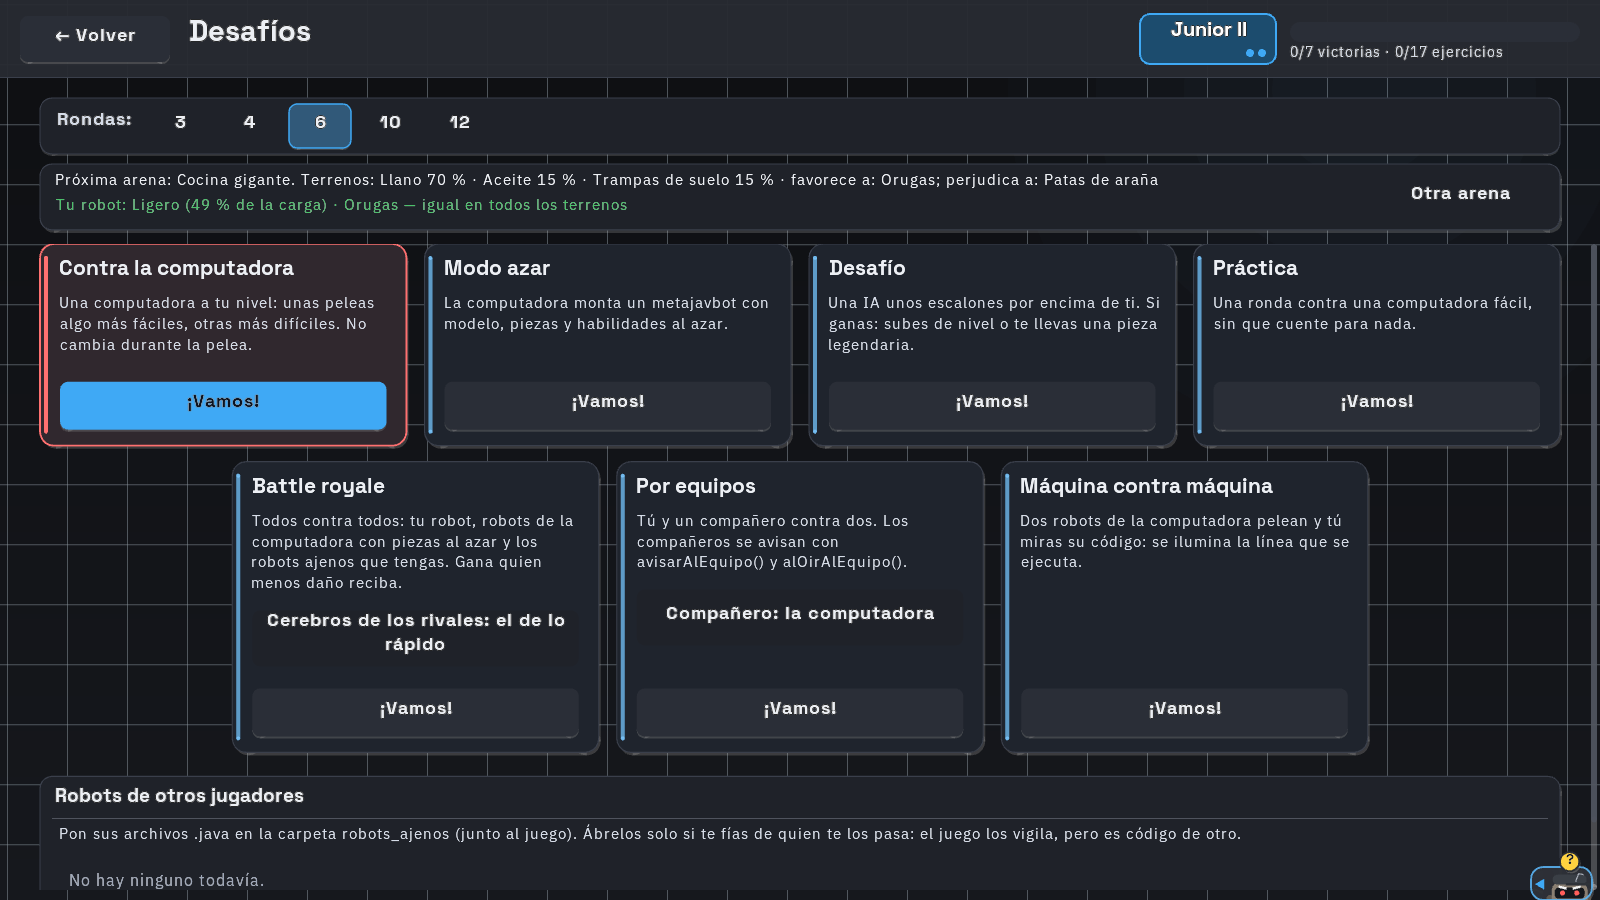 ← Volver
Desafíos
Junior II
0/7 victorias · 0/17 ejercicios
Rondas:
3
4
6
10
12
Próxima arena: Cocina gigante. Terrenos: Llano 70 % · Aceite 15 % · Trampas de suelo 15 % · favorece a: Orugas; perjudica a: Patas de araña
Tu robot: Ligero (49 % de la carga) · Orugas — igual en todos los terrenos
Otra arena
Contra la computadora
Una computadora a tu nivel: unas peleas
algo más fáciles, otras más difíciles. No
cambia durante la pelea.
¡Vamos!
Modo azar
La computadora monta un metajavbot con
modelo, piezas y habilidades al azar.
¡Vamos!
Desafío
Una IA unos escalones por encima de ti. Si
ganas: subes de nivel o te llevas una pieza
legendaria.
¡Vamos!
Práctica
Una ronda contra una computadora fácil,
sin que cuente para nada.
¡Vamos!
Battle royale
Todos contra todos: tu robot, robots de la
computadora con piezas al azar y los
robots ajenos que tengas. Gana quien
menos daño reciba.
Cerebros de los rivales: el de lo
rápido
¡Vamos!
Por equipos
Tú y un compañero contra dos. Los
compañeros se avisan con
avisarAlEquipo() y alOirAlEquipo().
Compañero: la computadora
¡Vamos!
Máquina contra máquina
Dos robots de la computadora pelean y tú
miras su código: se ilumina la línea que se
ejecuta.
¡Vamos!
Robots de otros jugadores
Pon sus archivos .java en la carpeta robots_ajenos (junto al juego). Ábrelos solo si te fías de quien te los pasa: el juego los vigila, pero es código de otro.
No hay ninguno todavía.
?